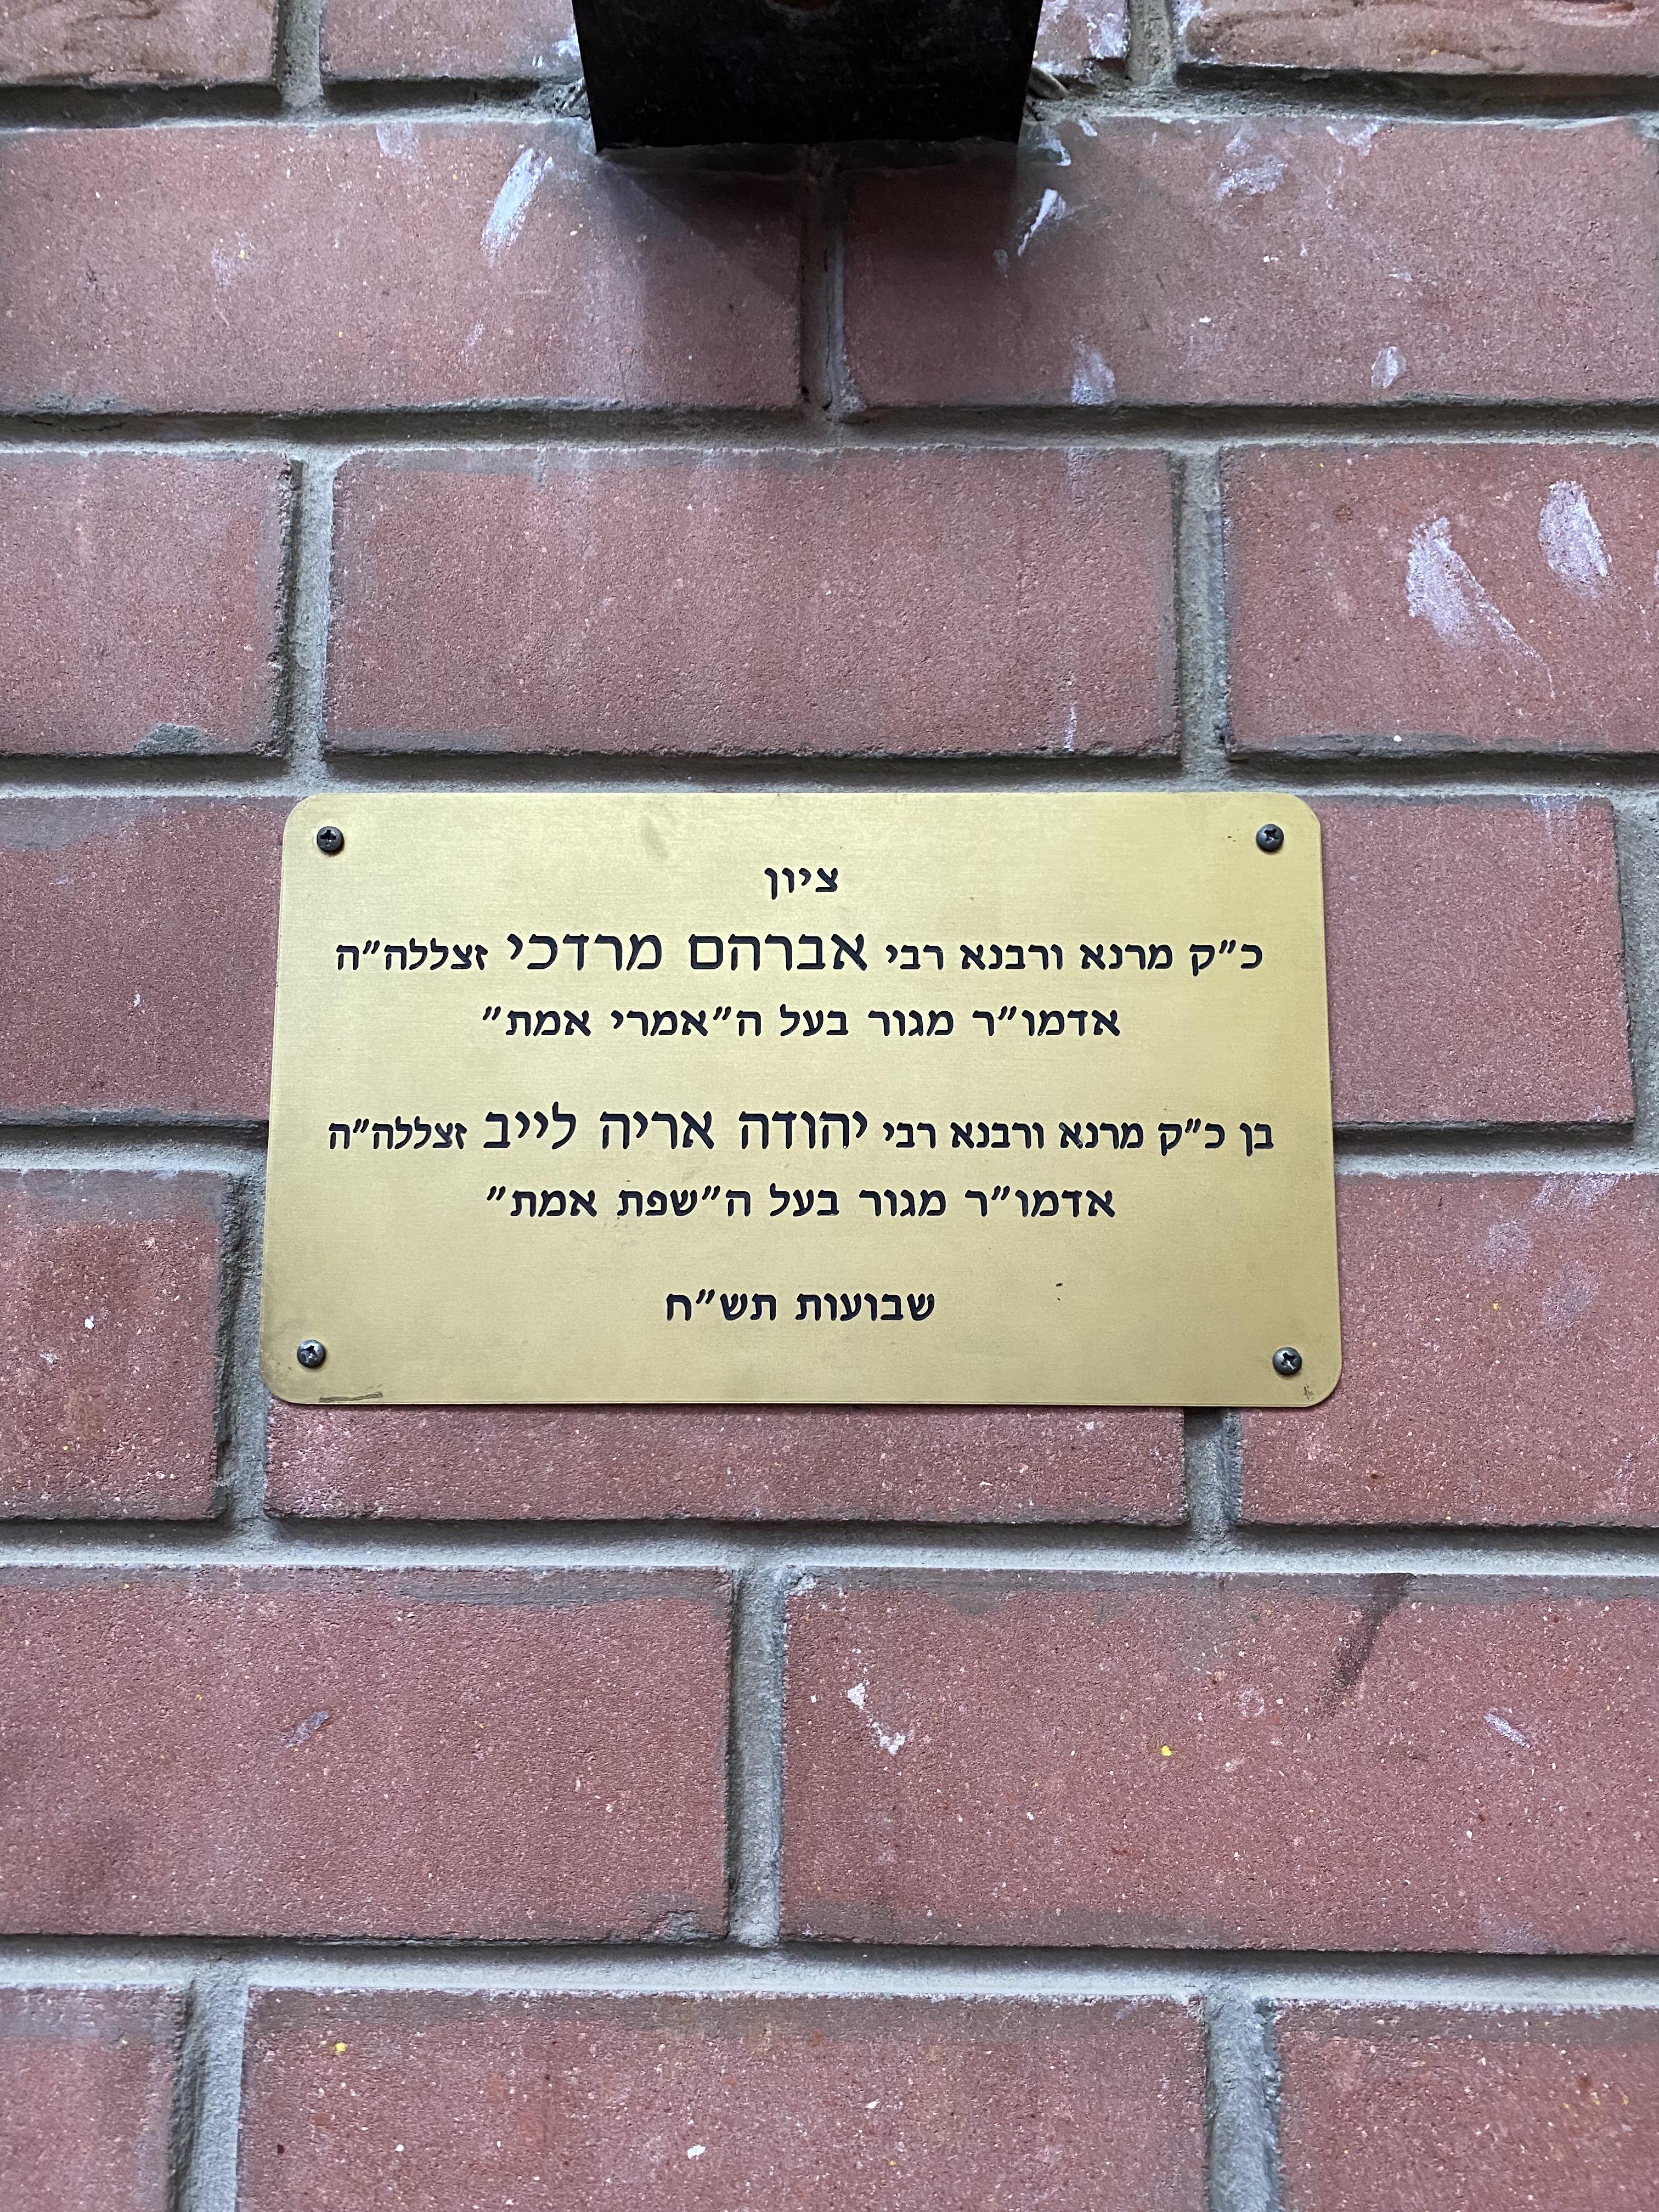 ציון
כ״ק מרנא ורבנא רבי אברהם מרדכי זצללה״ה
אדמו״ר מגור בעל ה״אמרי אמת״
בן כ״ק מרנא ורבנא רבי יהודה אריה לייב זצללה״ה
אדמו״ר מגור בעל ה״שפת אמת״
שבועות תש״ח